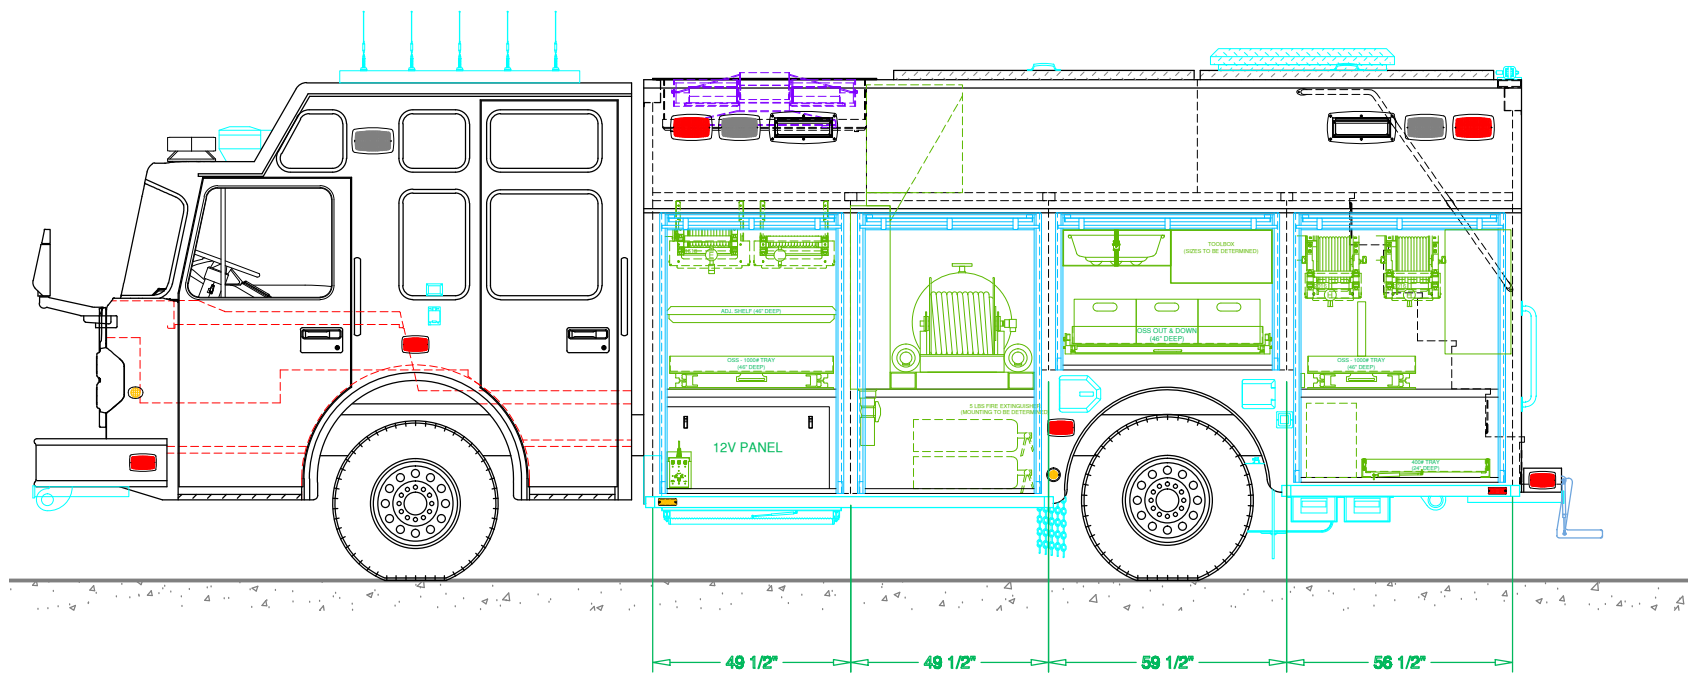 TOOLBOX
(SIZES TO BE DETERMINED)
ADJ. SHELF (46" DEEP)
OSS OUT & DOWN
(46" DEEP)
OSS - 1000# TRAY
(46" DEEP)
OSS - 1000# TRAY
(46" DEEP)
5 LBS FIRE EXTINGUISHER
(MOUNTING TO BE DETERMINED
12V PANEL
400# TRAY
DEEP)
49 1/2"
49 1/2"
59 1/2"
56 1/2"